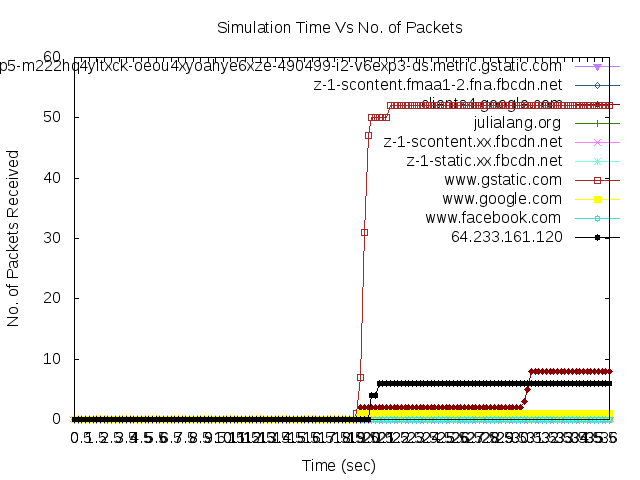 Simulation Time Vs No. of Packets
60
p5-m222hq4yltxck-oeou4xyoahye6xze-490499-i2-v6exp3-ds.metric.gstatic.com
z-1-scontent.fmaa1-2.fna.fbcdn.net
50
clients4.google.com
julialang.org
z-1-scontent.xx.fbcdn.net
40
z-1-static.xx.fbcdn.net
www.gstatic.com
www.google.com
www.facebook.com
30
64.233.161.120
20
10
0
No. of Packets Received
Time (sec)